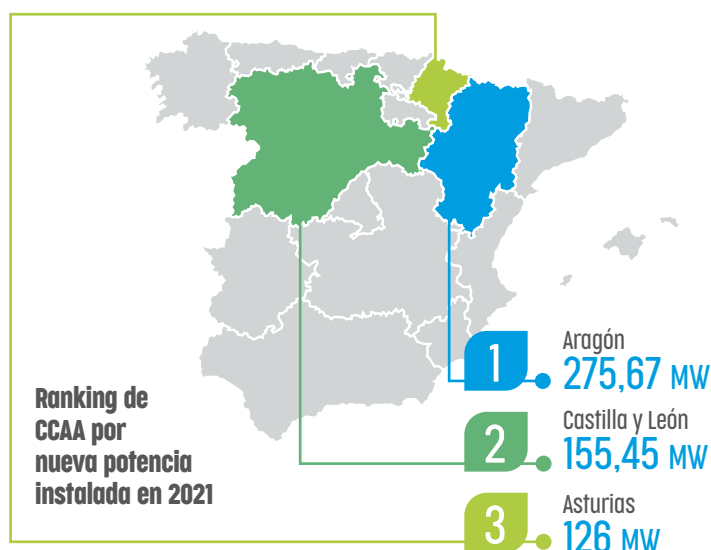 Ranking de
CCAA por
nueva potencia
instalada en 2021
1
Aragón
275,67 MW
2
Castilla y León
155,45 MW
3
Asturias
126 MW